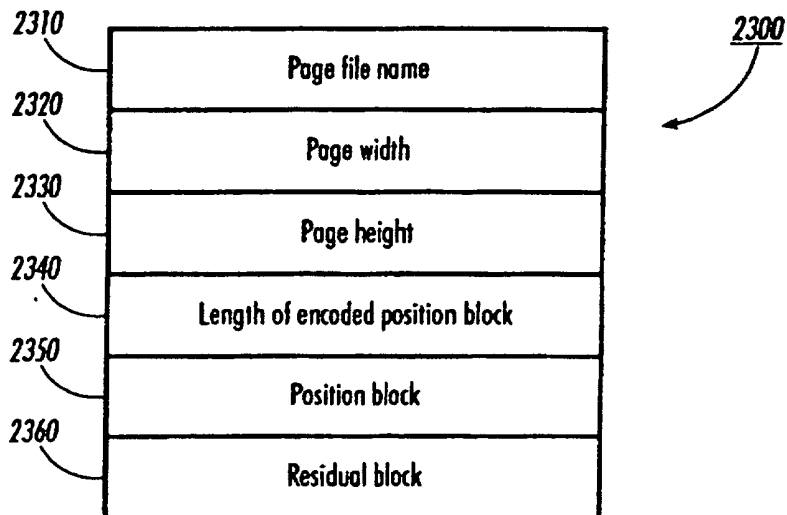 2310
2300
Page file name
2320
Page width
2330
Page height
2340
Length of encoded position block
2350
Position block
2360
Residual block